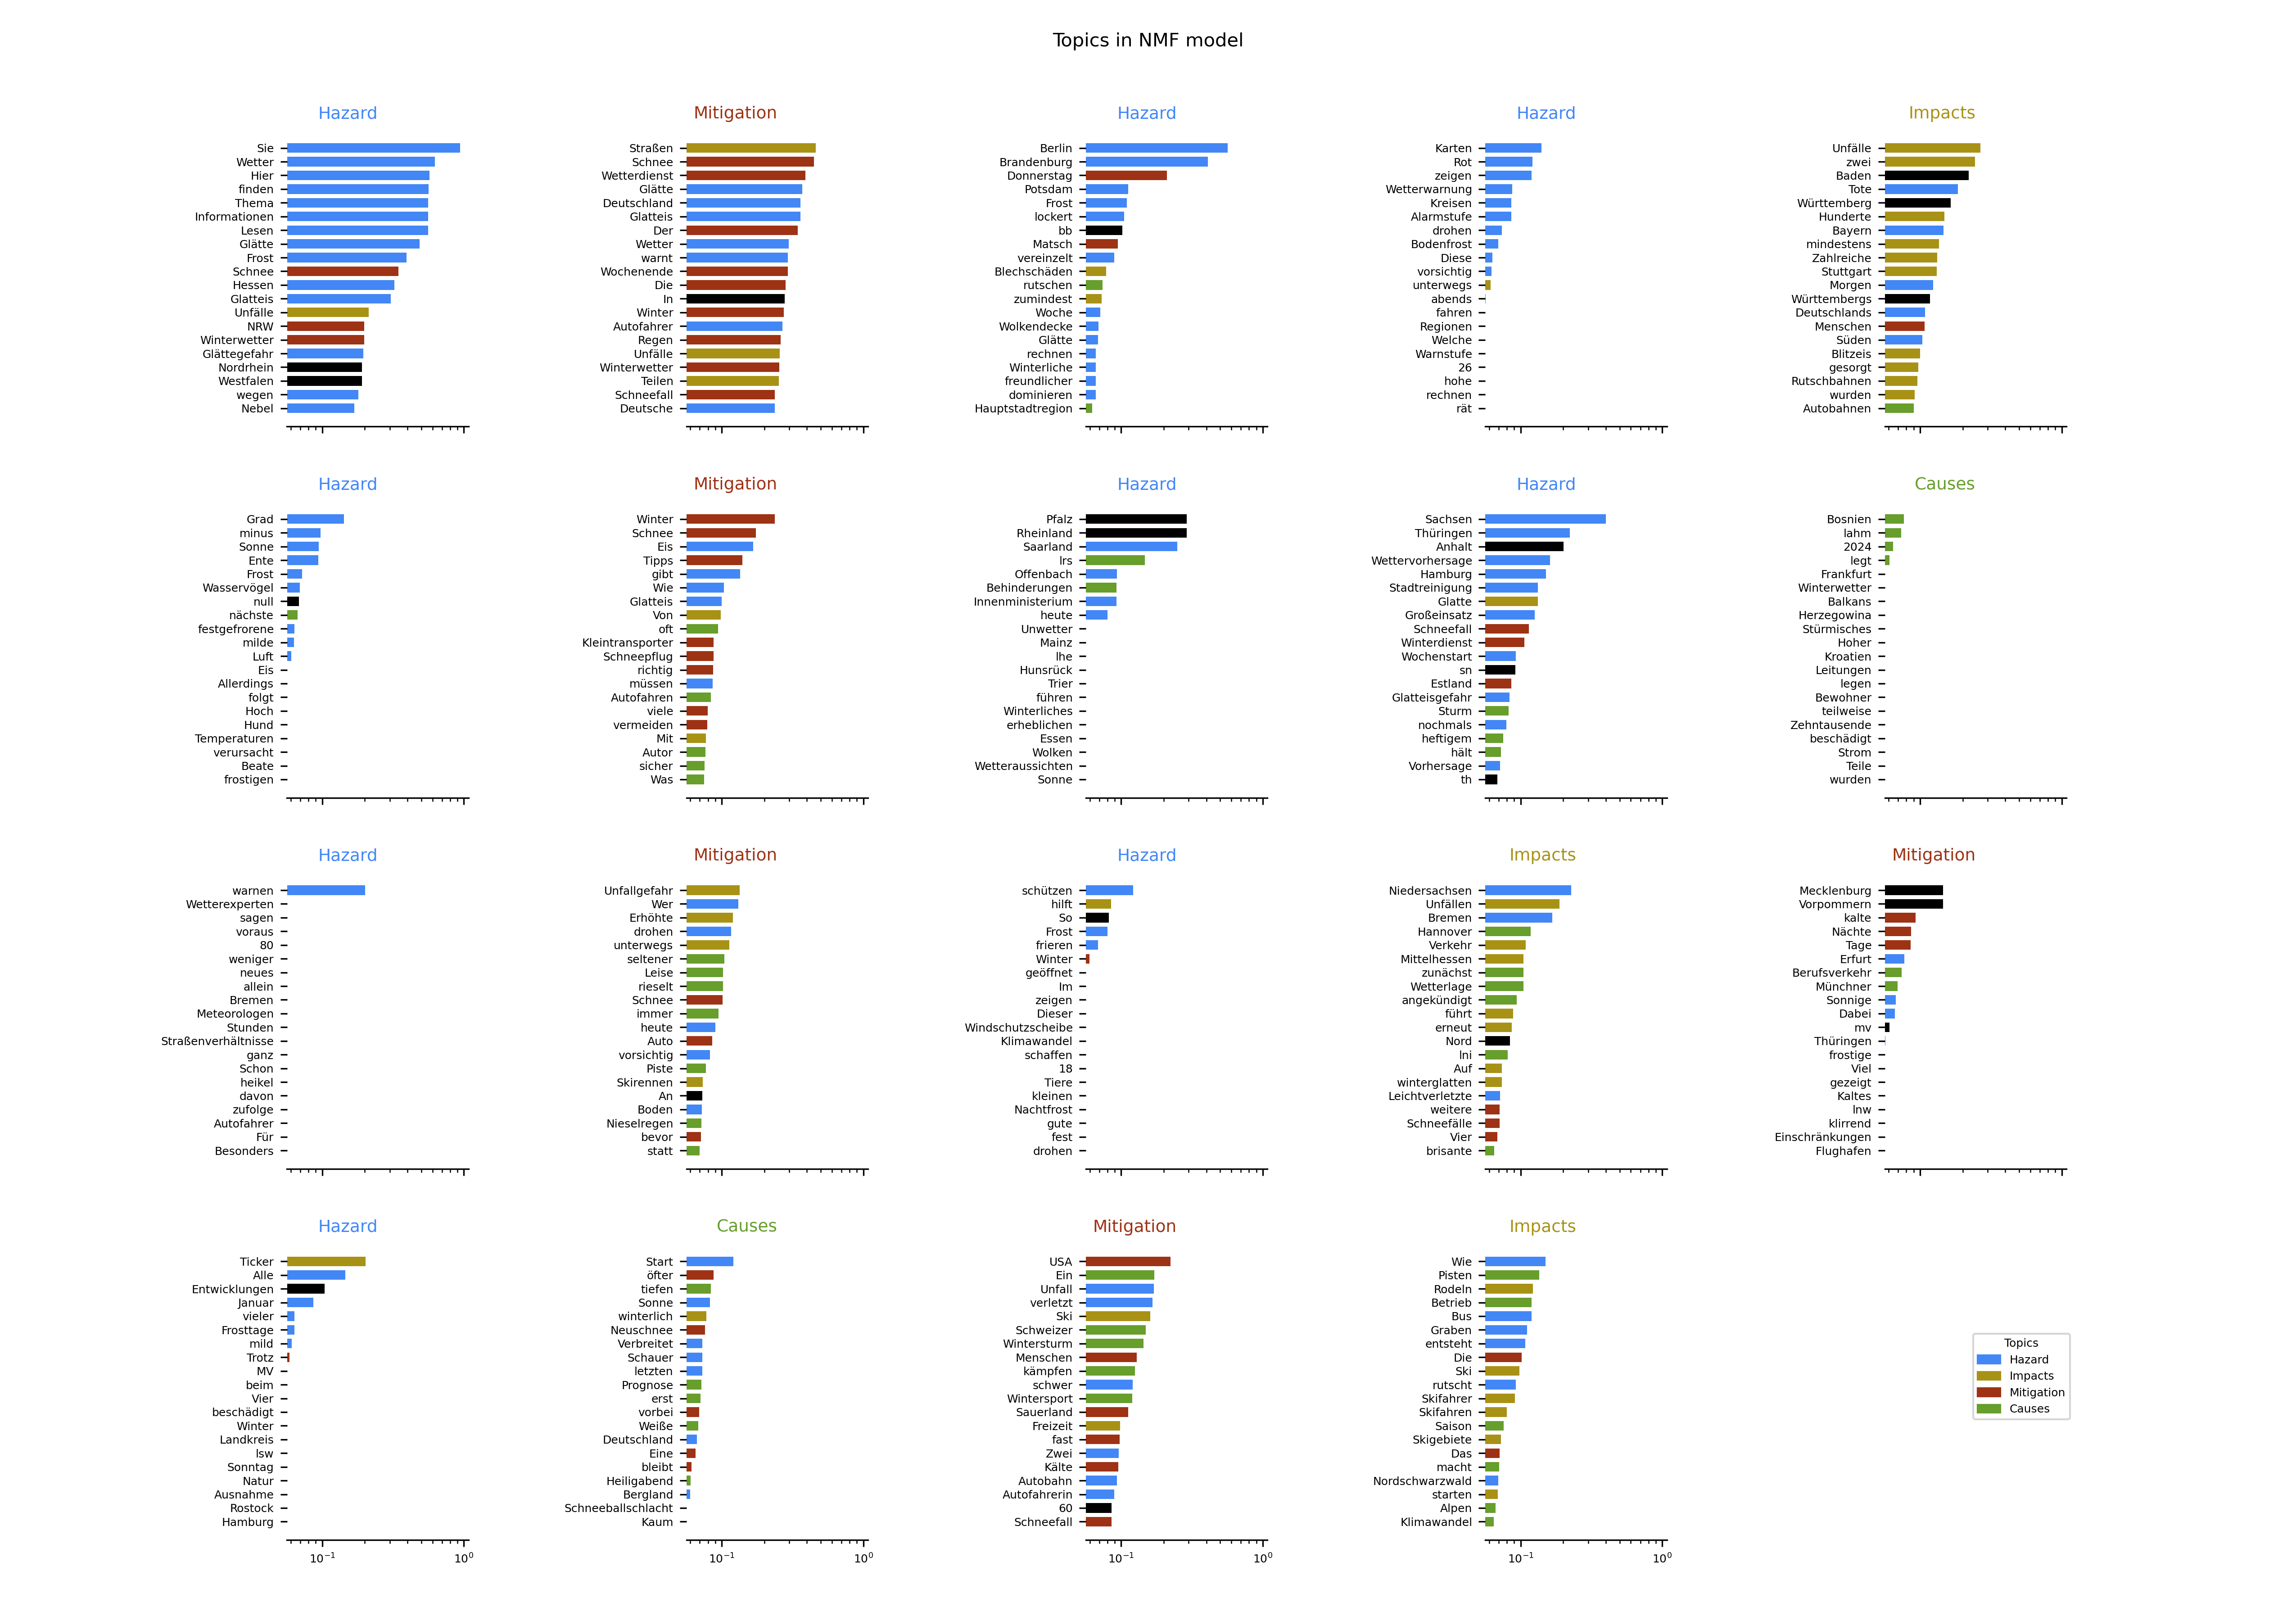 Topics in NMF model
Hazard
Sie
Wetter
Hier
finden
Thema
Informationen
Lesen
Glätte
Frost
Schnee
Hessen
Glatteis
Unfälle
NRW
Winterwetter
Glättegefahr
Nordrhein
Westfalen
wegen
Nebel
Mitigation
Straßen
Schnee
Wetterdienst
Glätte
Deutschland
Glatteis
Der
Wetter
warnt
Wochenende
Die
In
Winter
Autofahrer
Regen
Unfälle
Winterwetter
Teilen
Schneefall
Deutsche
Hazard
Berlin
Brandenburg
Donnerstag
Potsdam
Frost
lockert
bb
Matsch
vereinzelt
Blechschäden
rutschen
zumindest
Woche
Wolkendecke
Glätte
rechnen
Winterliche
freundlicher
dominieren
Hauptstadtregion
Hazard
Karten
Rot
zeigen
Wetterwarnung
Kreisen
Alarmstufe
drohen
Bodenfrost
Diese
vorsichtig
unterwegs
abends
fahren
Regionen
Welche
Warnstufe
26
hohe
rechnen
rät
Impacts
Unfälle
zwei
Baden
Tote
Württemberg
Hunderte
Bayern
mindestens
Zahlreiche
Stuttgart
Morgen
Württembergs
Deutschlands
Menschen
Süden
Blitzeis
gesorgt
Rutschbahnen
wurden
Autobahnen
Hazard
Grad
minus
Sonne
Ente
Frost
Wasservögel
null
nächste
festgefrorene
milde
Luft
Eis
Allerdings
folgt
Hoch
Hund
Temperaturen
verursacht
Beate
frostigen
Mitigation
Winter
Schnee
Eis
Tipps
gibt
Wie
Glatteis
Von
oft
Kleintransporter
Schneepflug
richtig
müssen
Autofahren
viele
vermeiden
Mit
Autor
sicher
Was
Hazard
Pfalz
Rheinland
Saarland
lrs
Offenbach
Behinderungen
Innenministerium
heute
Unwetter
Mainz
lhe
Hunsrück
Trier
führen
Winterliches
erheblichen
Essen
Wolken
Wetteraussichten
Sonne
Hazard
Sachsen
Thüringen
Anhalt
Wettervorhersage
Hamburg
Stadtreinigung
Glatte
Großeinsatz
Schneefall
Winterdienst
Wochenstart
sn
Estland
Glatteisgefahr
Sturm
nochmals
heftigem
hält
Vorhersage
th
Causes
Bosnien
lahm
2024
legt
Frankfurt
Winterwetter
Balkans
Herzegowina
Stürmisches
Hoher
Kroatien
Leitungen
legen
Bewohner
teilweise
Zehntausende
beschädigt
Strom
Teile
wurden
Hazard
warnen
Wetterexperten
sagen
voraus
80
weniger
neues
allein
Bremen
Meteorologen
Stunden
Straßenverhältnisse
ganz
Schon
heikel
davon
zufolge
Autofahrer
Für
Besonders
Mitigation
Unfallgefahr
Wer
Erhöhte
drohen
unterwegs
seltener
Leise
rieselt
Schnee
immer
heute
Auto
vorsichtig
Piste
Skirennen
An
Boden
Nieselregen
bevor
statt
Hazard
schützen
hilft
So
Frost
frieren
Winter
geöffnet
Im
zeigen
Dieser
Windschutzscheibe
Klimawandel
schaffen
18
Tiere
kleinen
Nachtfrost
gute
fest
drohen
Impacts
Niedersachsen
Unfällen
Bremen
Hannover
Verkehr
Mittelhessen
zunächst
Wetterlage
angekündigt
führt
erneut
Nord
lni
Auf
winterglatten
Leichtverletzte
weitere
Schneefälle
Vier
brisante
Mitigation
Mecklenburg
Vorpommern
kalte
Nächte
Tage
Erfurt
Berufsverkehr
Münchner
Sonnige
Dabei
mv
Thüringen
frostige
Viel
gezeigt
Kaltes
lnw
klirrend
Einschränkungen
Flughafen
Hazard
Ticker
Alle
Entwicklungen
Januar
vieler
Frosttage
mild
Trotz
MV
beim
Vier
beschädigt
Winter
Landkreis
lsw
Sonntag
Natur
Ausnahme
Rostock
Hamburg
10⁻¹ 10⁰
Causes
Start
öfter
tiefen
Sonne
winterlich
Neuschnee
Verbreitet
Schauer
letzten
Prognose
erst
vorbei
Weiße
Deutschland
Eine
bleibt
Heiligabend
Bergland
Schneeballschlacht
Kaum
10⁻¹ 10⁰
Mitigation
USA
Ein
Unfall
verletzt
Ski
Schweizer
Wintersturm
Menschen
kämpfen
schwer
Wintersport
Sauerland
Freizeit
fast
Zwei
Kälte
Autobahn
Autofahrerin
60
Schneefall
10⁻¹ 10⁰
Impacts
Wie
Pisten
Rodeln
Betrieb
Bus
Graben
entsteht
Die
Ski
rutscht
Skifahrer
Skifahren
Saison
Skigebiete
Das
macht
Nordschwarzwald
starten
Alpen
Klimawandel
10⁻¹ 10⁰
Topics
Hazard
Impacts
Mitigation
Causes